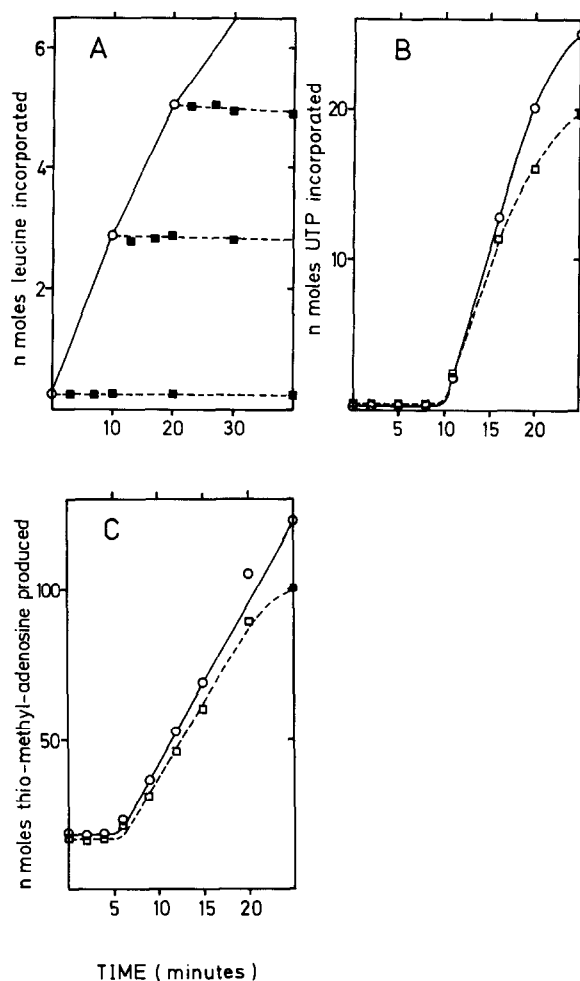 A
n moles leucine incorporated
6
4
2
10
20
30
B
n moles UTP incorporated
20
10
5
10
15
20
C
n moles thio-methyl-adenosine produced
100
50
5
10
15
20
TIME (minutes)